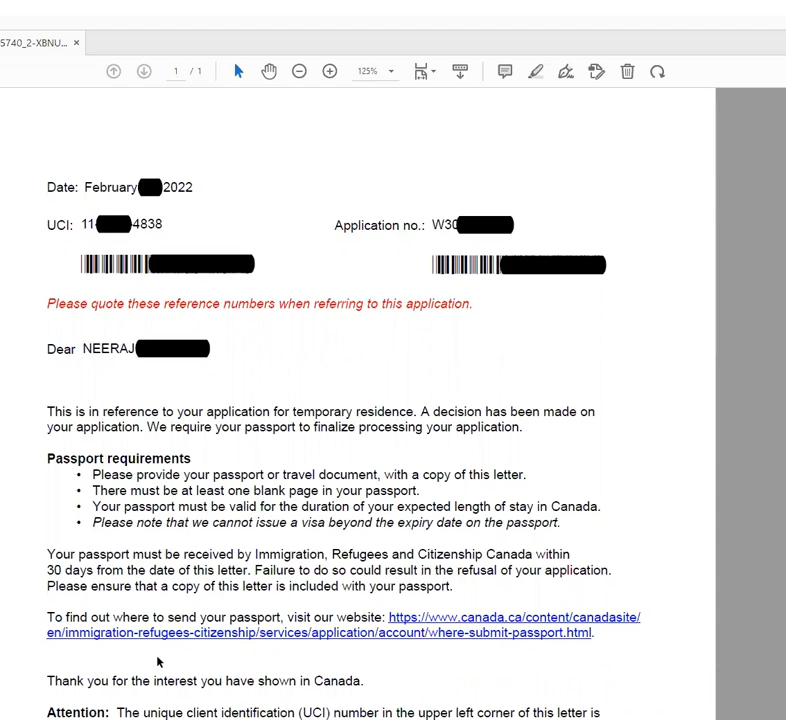 5740_2-XBNU... ×
1 / 1 125%
Date: February 2022
UCI: 11 4838 Application no.: W30
Please quote these reference numbers when referring to this application.
Dear NEERAJ
This is in reference to your application for temporary residence. A decision has been made on
your application. We require your passport to finalize processing your application.
Passport requirements
• Please provide your passport or travel document, with a copy of this letter.
• There must be at least one blank page in your passport.
• Your passport must be valid for the duration of your expected length of stay in Canada.
• Please note that we cannot issue a visa beyond the expiry date on the passport.
Your passport must be received by Immigration, Refugees and Citizenship Canada within
30 days from the date of this letter. Failure to do so could result in the refusal of your application.
Please ensure that a copy of this letter is included with your passport.
To find out where to send your passport, visit our website: https://www.canada.ca/content/canadasite/
en/immigration-refugees-citizenship/services/application/account/where-submit-passport.html.
Thank you for the interest you have shown in Canada.
Attention: The unique client identification (UCI) number in the upper left corner of this letter is